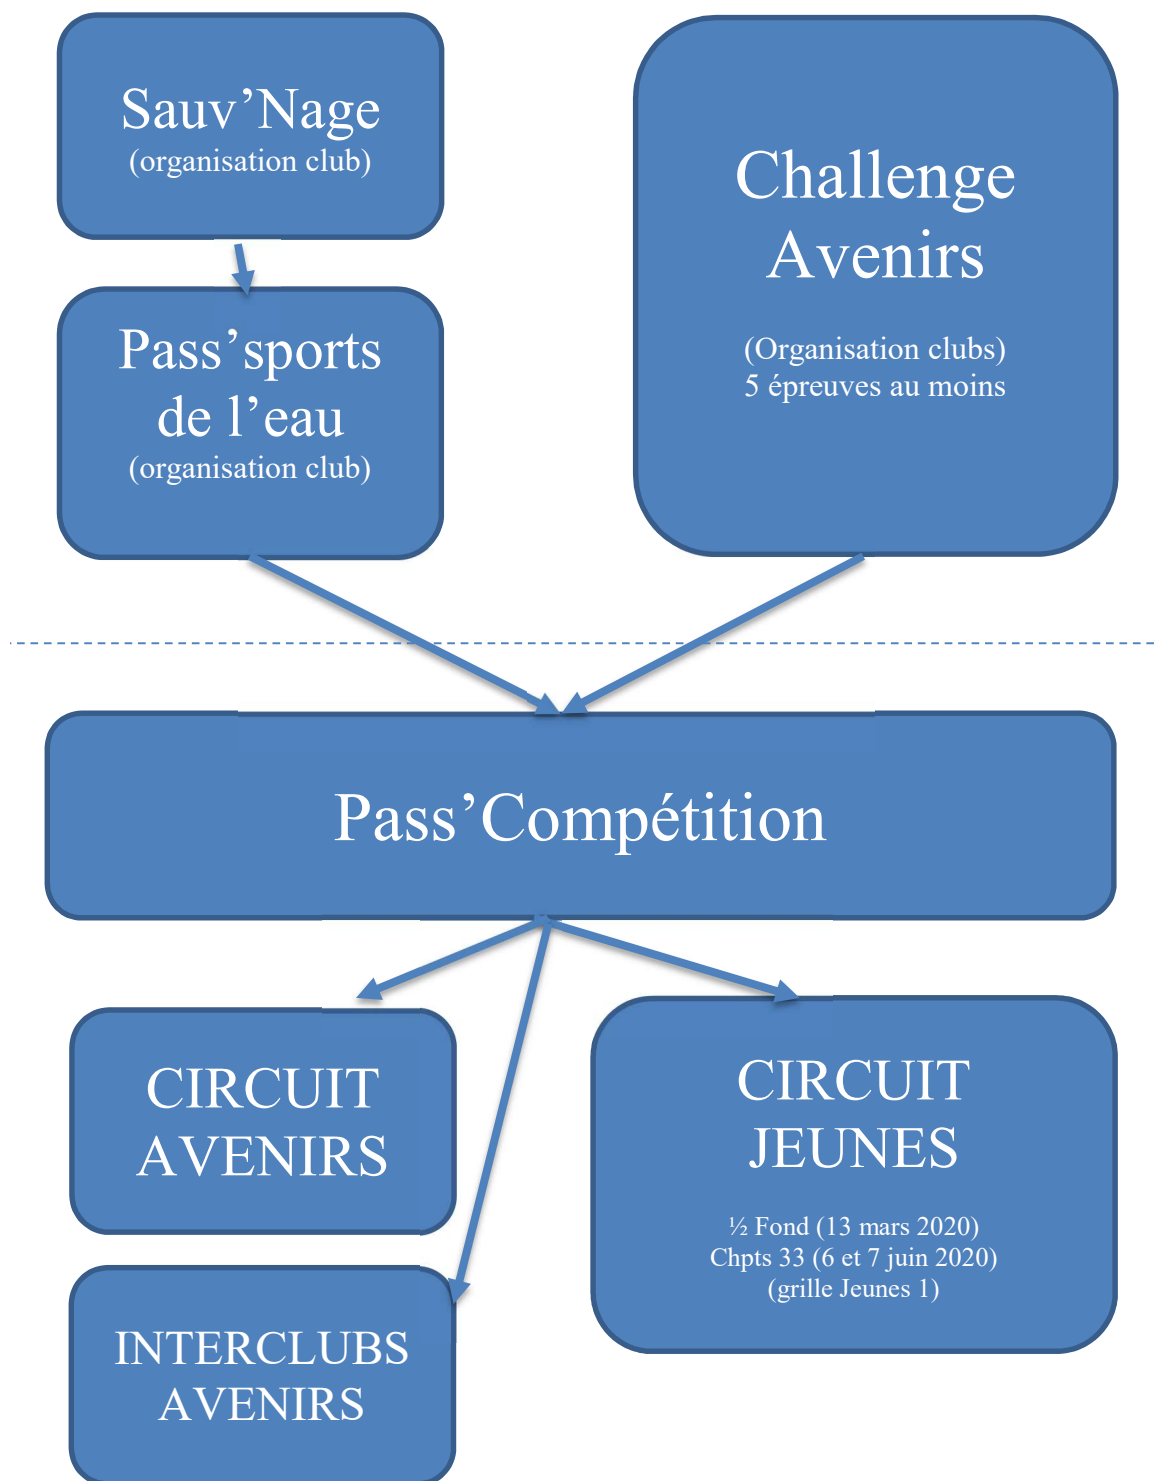 Sauv’Nage
(organisation club)
Pass’sports
de l’eau
(organisation club)
Challenge
Avenirs
(Organisation clubs)
5 épreuves au moins
Pass’Compétition
CIRCUIT
AVENIRS
INTERCLUBS
AVENIRS
CIRCUIT
JEUNES
½ Fond (13 mars 2020)
Chpts 33 (6 et 7 juin 2020)
(grille Jeunes 1)